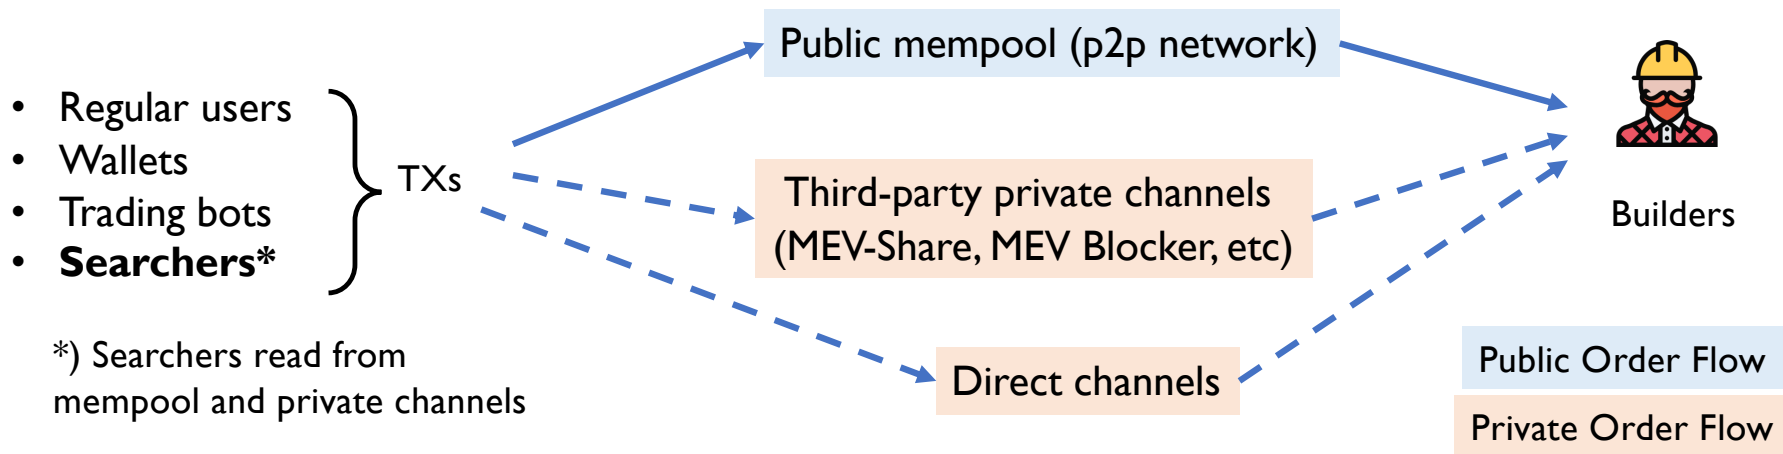 • Regular users
• Wallets
• Trading bots
• Searchers*
TXs
*) Searchers read from
mempool and private channels
Public mempool (p2p network)
Third-party private channels
(MEV-Share, MEV Blocker, etc)
Direct channels
Builders
Public Order Flow
Private Order Flow